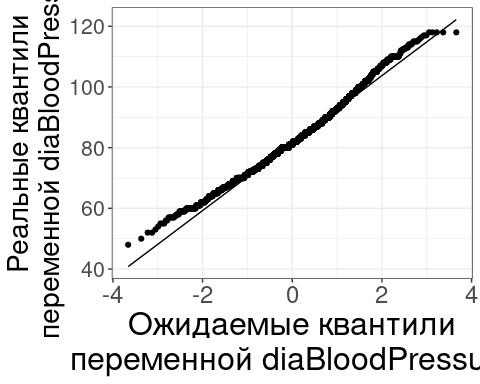 Реальные квантили
переменной diaBloodPress
120
100
80
60
40
-4 -2 0 2 4
Ожидаемые квантили
переменной diaBloodPressu